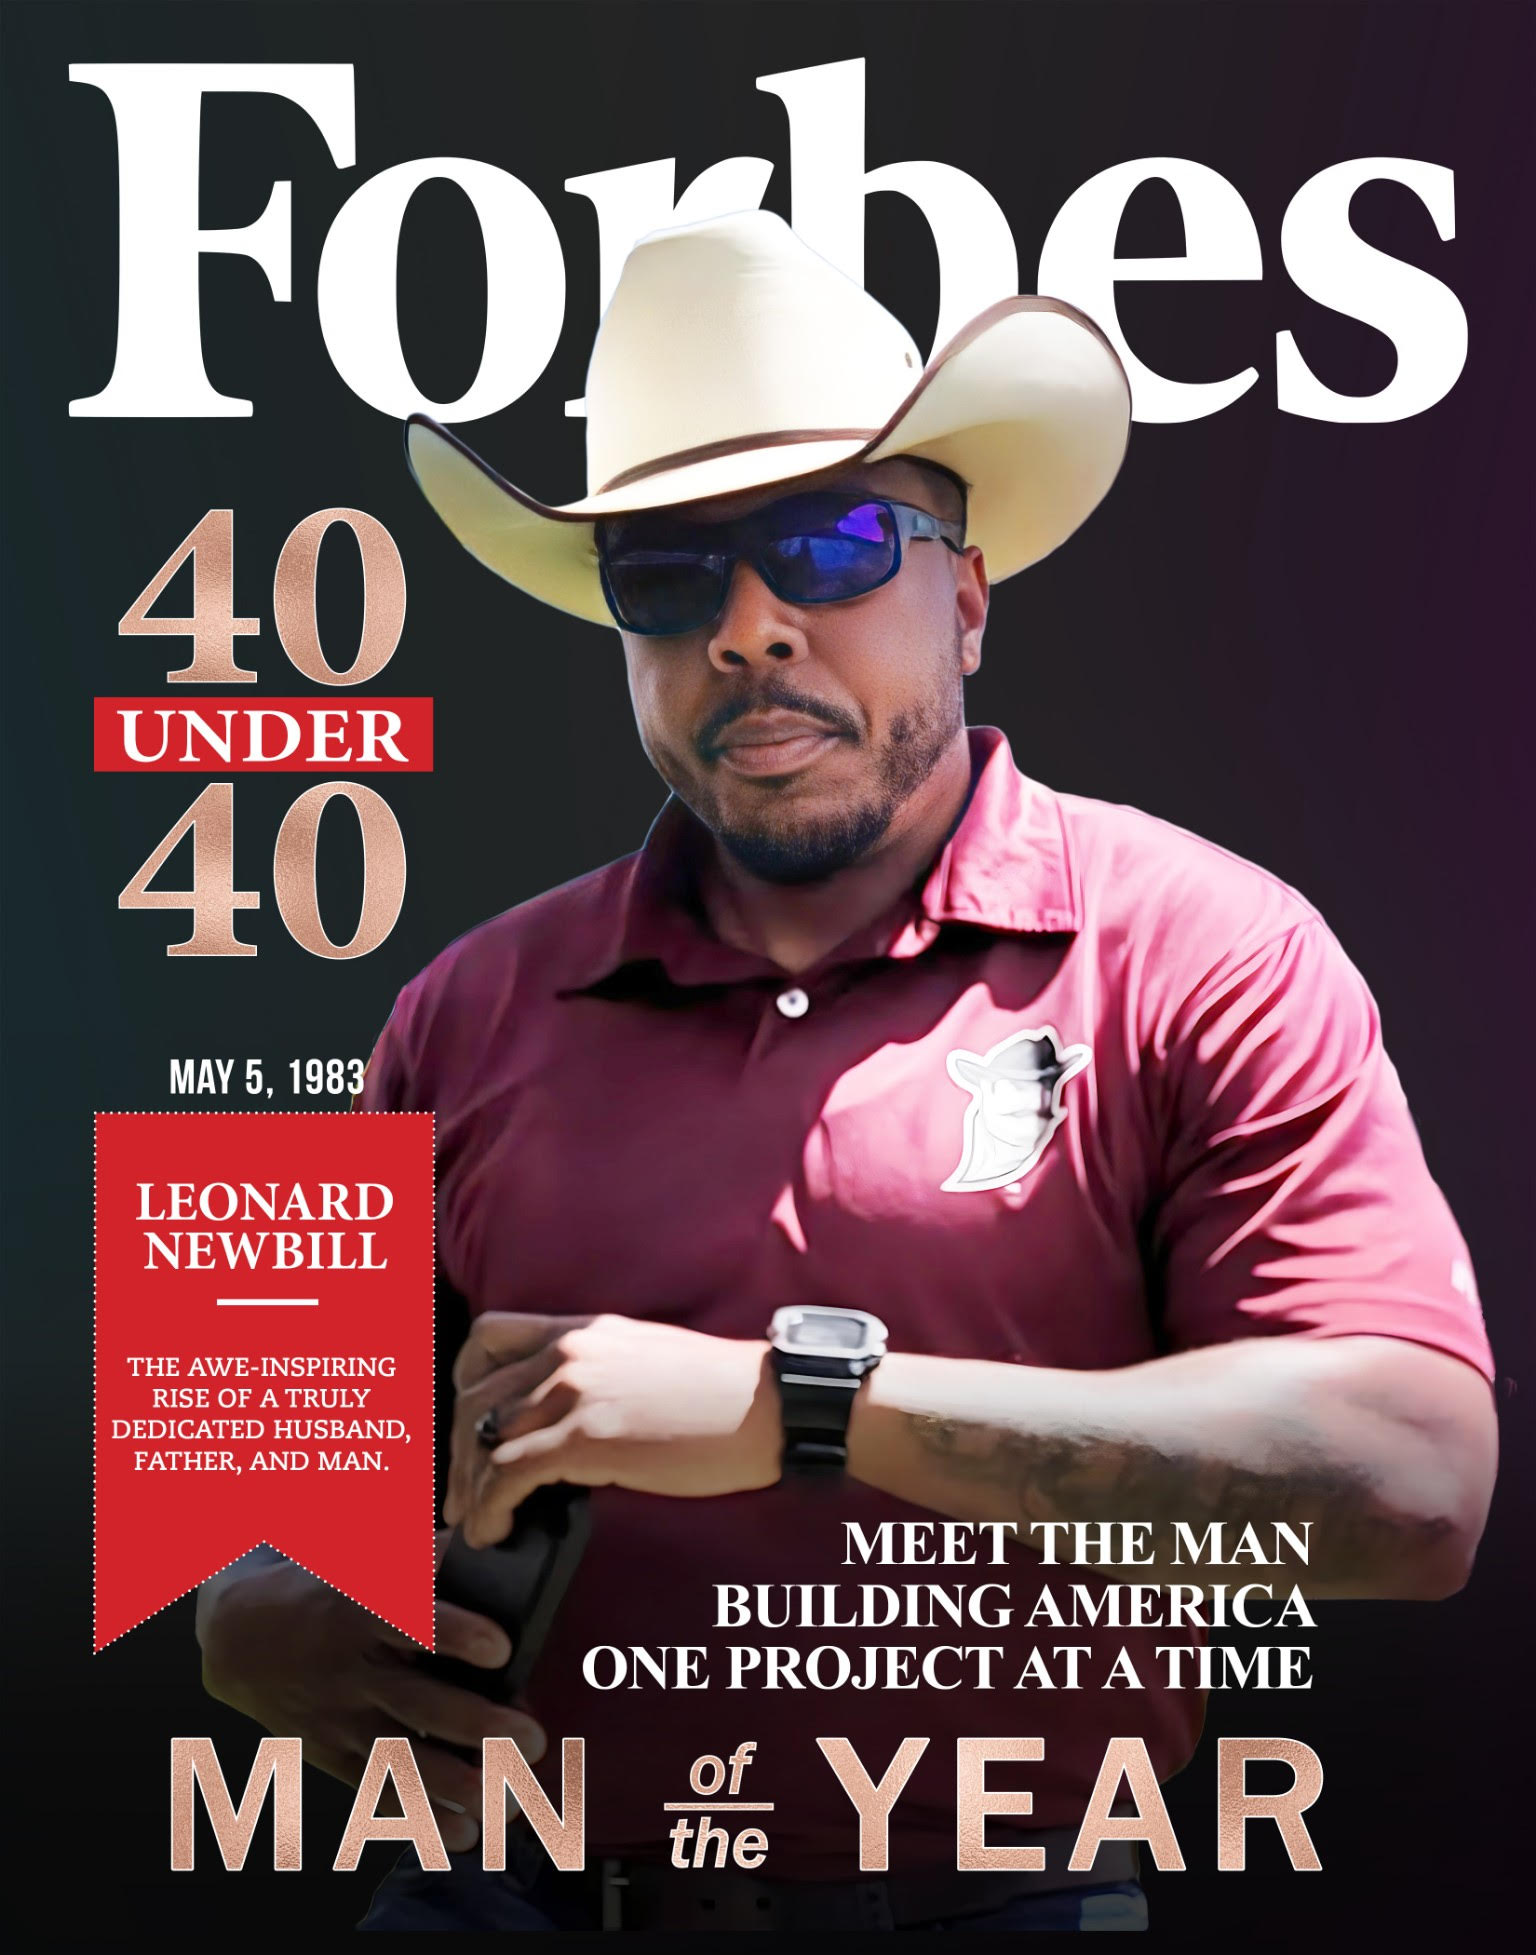 Forbes
40
UNDER
40
MAY 5, 1983
LEONARD
NEWBILL
THE AWE-INSPIRING
RISE OF A TRULY
DEDICATED HUSBAND,
FATHER, AND MAN.
MEET THE MAN
BUILDING AMERICA
ONE PROJECT AT A TIME
MAN of the YEAR